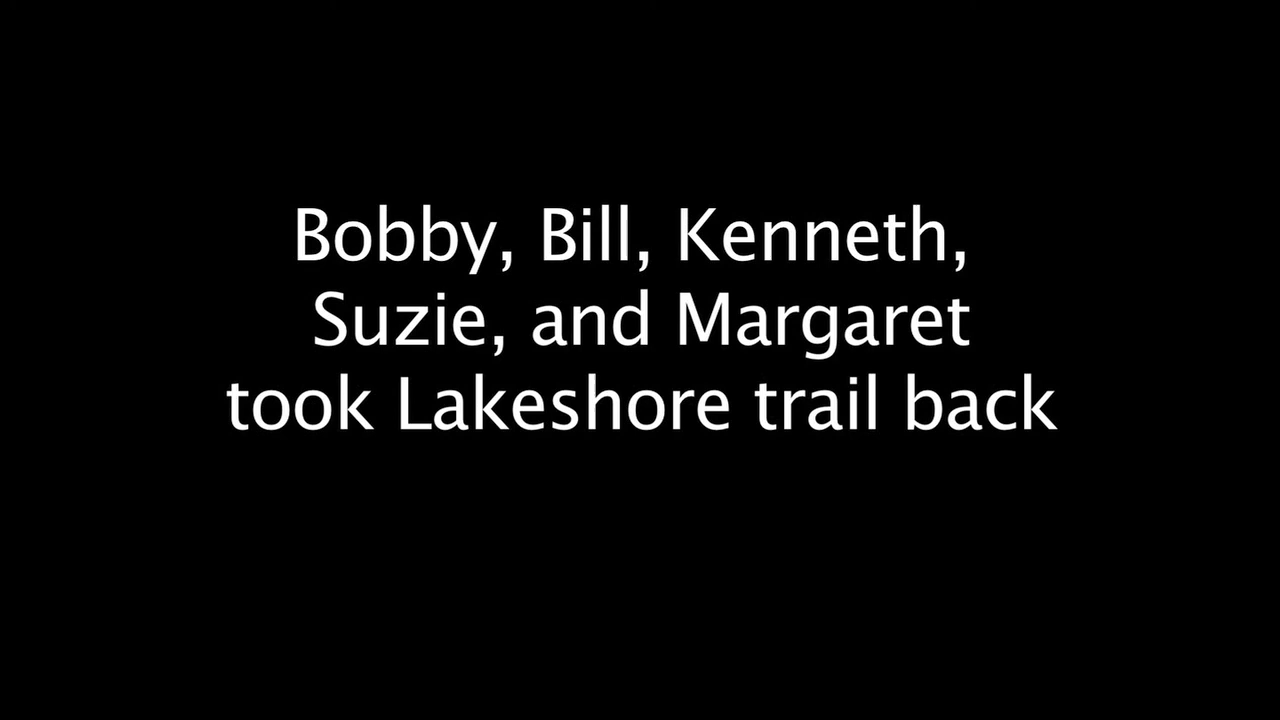 Bobby, Bill, Kenneth,
Suzie, and Margaret
took Lakeshore trail back